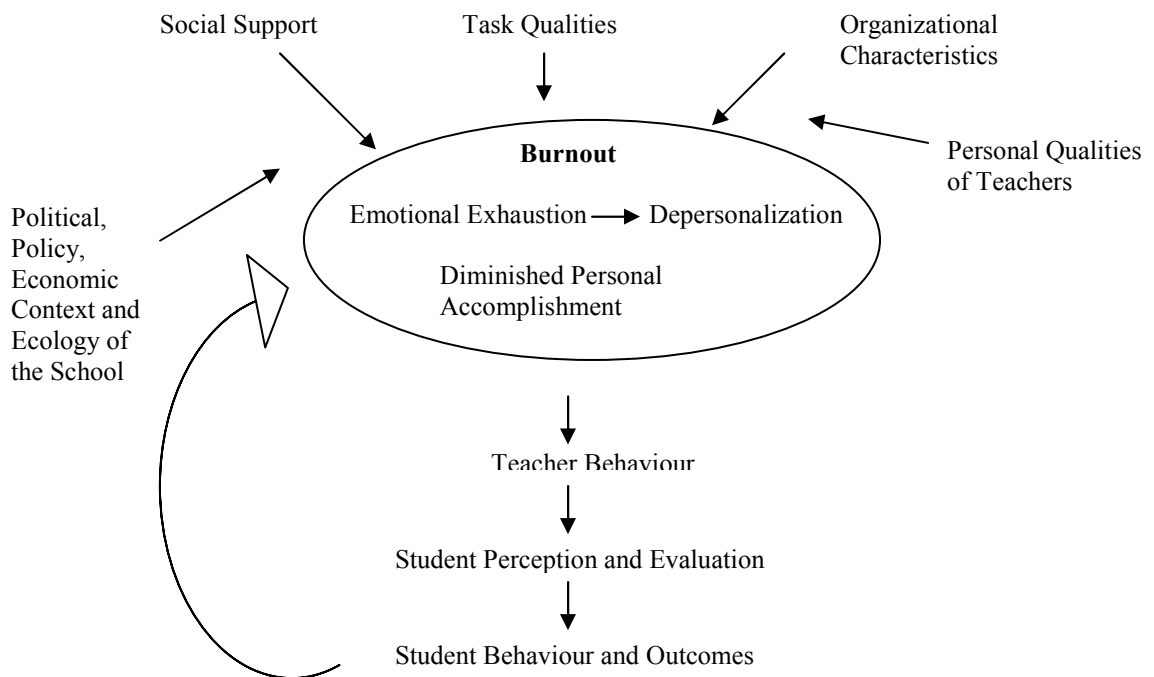 Social Support
Task Qualities
Organizational
Characteristics
Personal Qualities
of Teachers
Burnout
Emotional Exhaustion
Depersonalization
Diminished Personal
Accomplishment
Political,
Policy,
Economic
Context and
Ecology of
the School
Teacher Behaviour
Student Perception and Evaluation
Student Behaviour and Outcomes